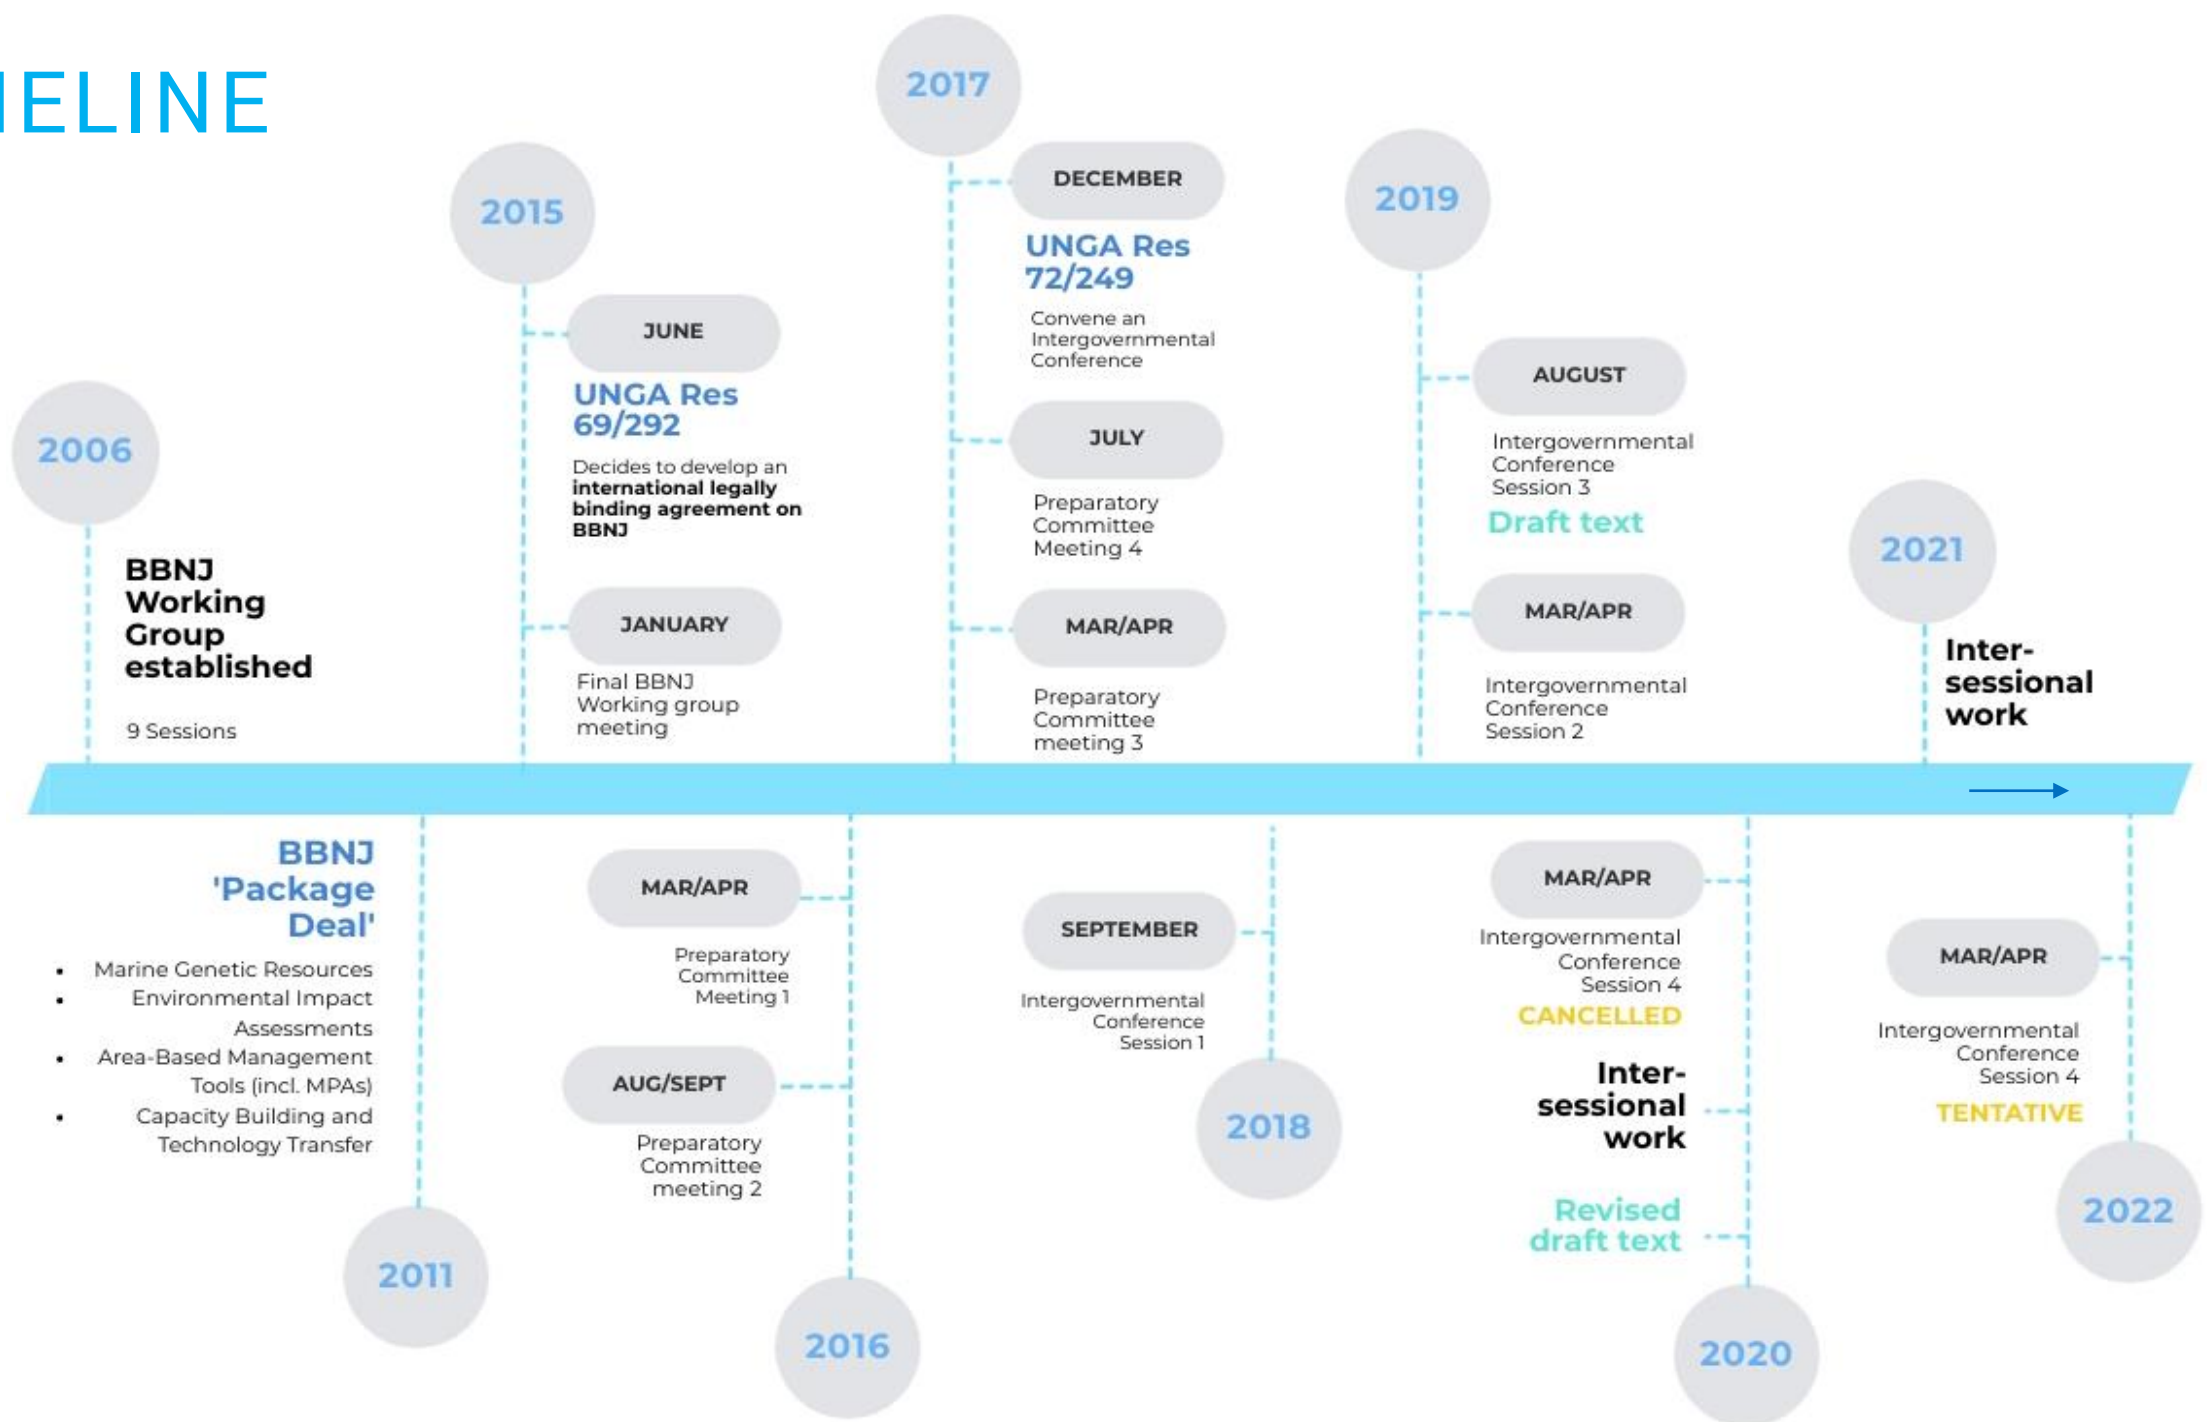 IELINE
2006
BBNJ
Working
Group
established
9 Sessions
2015
JUNE
UNGA Res
69/292
Decides to develop an
international legally
binding agreement on
BBNJ
JANUARY
Final BBNJ
Working group
meeting
2017
DECEMBER
UNGA Res
72/249
Convene an
Intergovernmental
Conference
JULY
Preparatory
Committee
Meeting 4
MAR/APR
Preparatory
Committee
meeting 3
2019
AUGUST
Intergovernmental
Conference
Session 3
Draft text
MAR/APR
Intergovernmental
Conference
Session 2
2021
Inter-
sessional
work
BBNJ
'Package
Deal'
• Marine Genetic Resources
• Environmental Impact
Assessments
• Area-Based Management
Tools (incl. MPAs)
• Capacity Building and
Technology Transfer
2011
MAR/APR
Preparatory
Committee
Meeting 1
AUG/SEPT
Preparatory
Committee
meeting 2
2016
SEPTEMBER
Intergovernmental
Conference
Session 1
2018
MAR/APR
Intergovernmental
Conference
Session 4
CANCELLED
Inter-
sessional
work
Revised
draft text
2020
MAR/APR
Intergovernmental
Conference
Session 4
TENTATIVE
2022